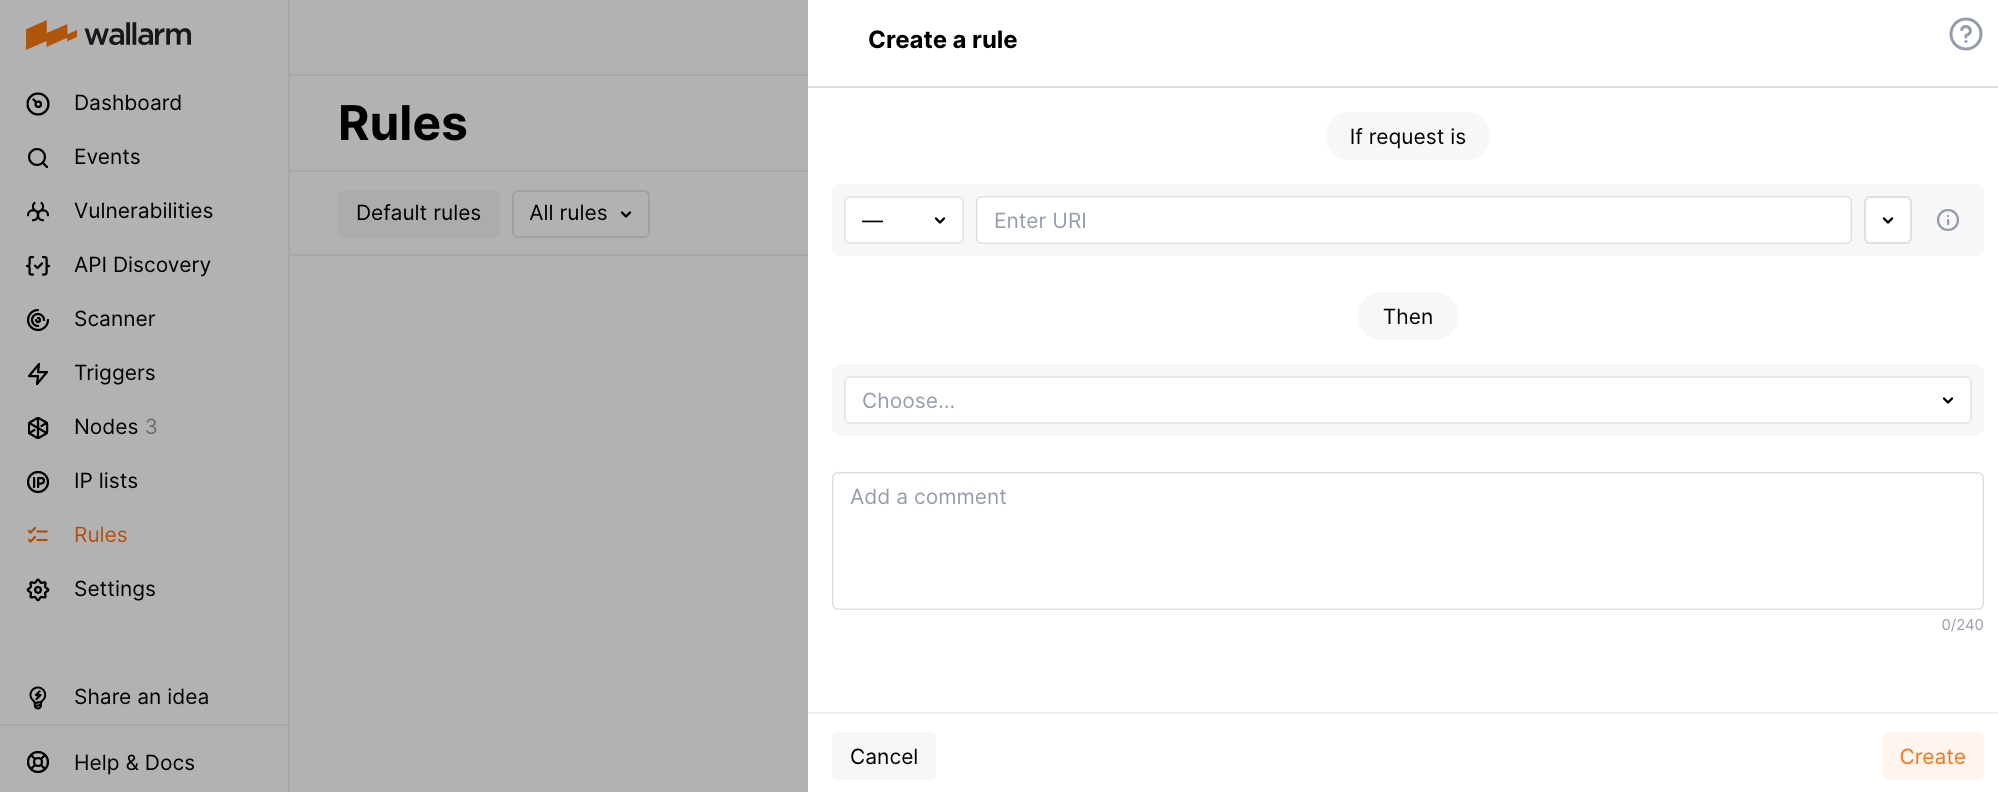 wallarm
Dashboard
Events
Vulnerabilities
API Discovery
Scanner
Triggers
Nodes 3
IP lists
Rules
Settings
Share an idea
Help & Docs
Rules
Default rules
All rules
Create a rule
?
If request is
—
Enter URI
Then
Choose...
Add a comment
0/240
Cancel
Create